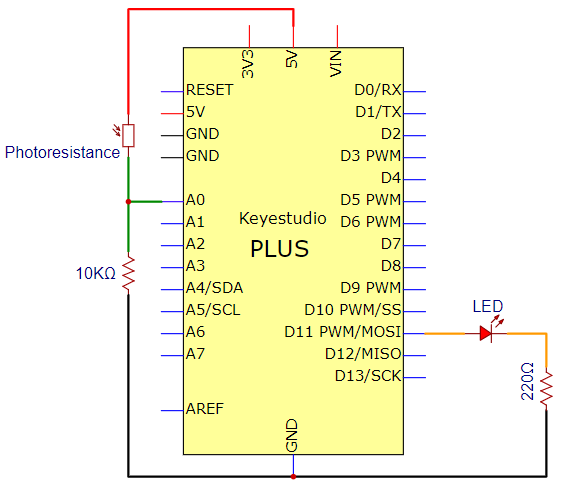 3V3
5V
VIN
RESET
5V
GND
GND
A0
A1
A2
A3
A4/SDA
A5/SCL
A6
A7
AREF
D0/RX
D1/TX
D2
D3 PWM
D4
D5 PWM
D6 PWM
D7
D8
D9 PWM
D10 PWM/SS
D11 PWM/MOSI
D12/MISO
D13/SCK
Keyestudio
PLUS
GND
Photoresistance
10KΩ
LED
220Ω